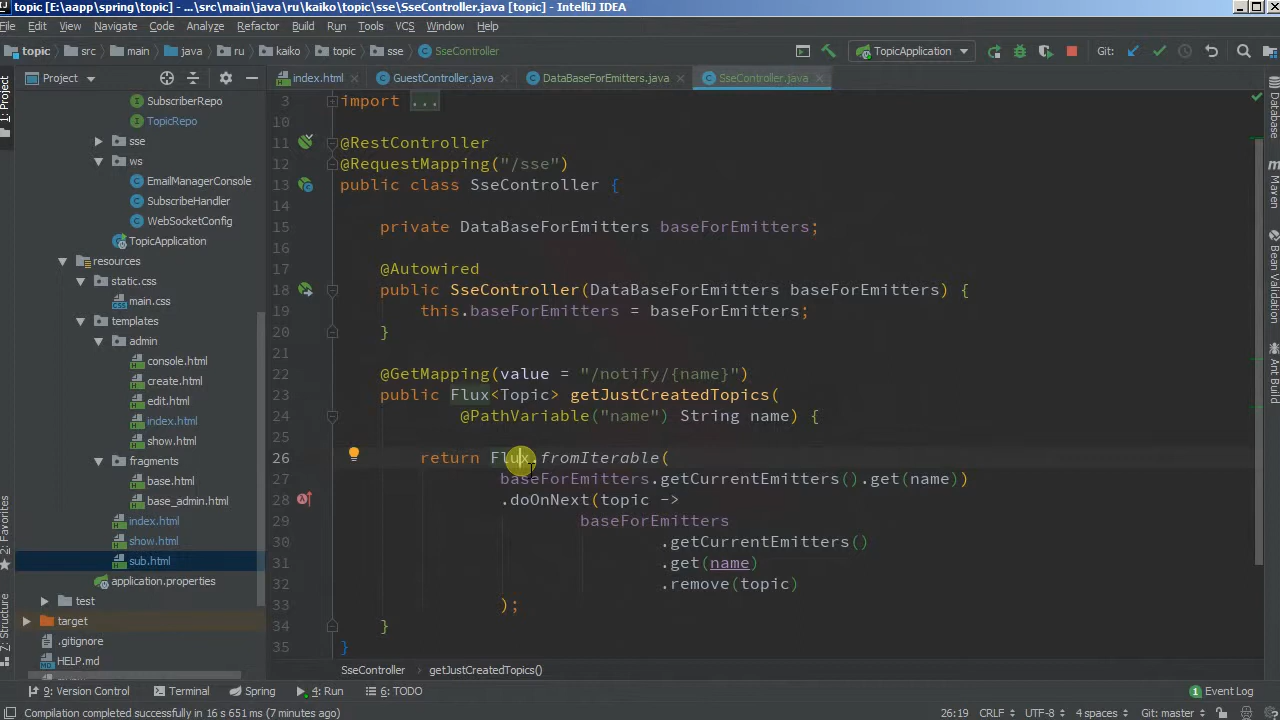 topic [E:\aapp\spring\topic] - ...\src\main\java\ru\kaiko\topic\sse\SseController.java [topic] - IntelliJ IDEA
File Edit View Navigate Code Analyze Refactor Build Run Tools VCS Window Help
topic src main java ru kaiko topic sse SseController TopicApplication Git:
Project index.html GuestController.java DataBaseForEmitters.java SseController.java
1: Project
2: Favorites
7: Structure
SubscriberRepo
TopicRepo
sse
ws
EmailManagerConsole
SubscribeHandler
WebSocketConfig
TopicApplication
resources
static.css
main.css
templates
admin
console.html
create.html
edit.html
index.html
show.html
fragments
base.html
base_admin.html
index.html
show.html
sub.html
application.properties
test
target
.gitignore
HELP.md
3 import ...
10
11 @RestController
12 @RequestMapping("/sse")
13 public class SseController {
14
15 private DataBaseForEmitters baseForEmitters;
16
17 @Autowired
18 public SseController(DataBaseForEmitters baseForEmitters) {
19 this.baseForEmitters = baseForEmitters;
20 }
21
22 @GetMapping(value = "/notify/{name}")
23 public Flux<Topic> getJustCreatedTopics(
24 @PathVariable("name") String name) {
25
26 return Flux.fromIterable(
27 baseForEmitters.getCurrentEmitters().get(name))
28 .doOnNext(topic ->
29 baseForEmitters
30 .getCurrentEmitters()
31 .get(name)
32 .remove(topic)
33 );
34 }
35 }
Database
Maven
Bean Validation
Ant Build
SseController getJustCreatedTopics()
9: Version Control Terminal Spring 4: Run 6: TODO 1 Event Log
Compilation completed successfully in 16 s 651 ms (7 minutes ago) 26:19 CRLF UTF-8 4 spaces Git: master